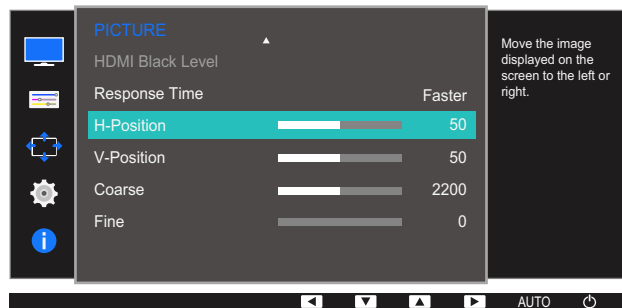 PICTURE
HDMI Black Level
Response Time Faster
H-Position 50
V-Position 50
Coarse 2200
Fine 0
Move the image
displayed on the
screen to the left or
right.
AUTO